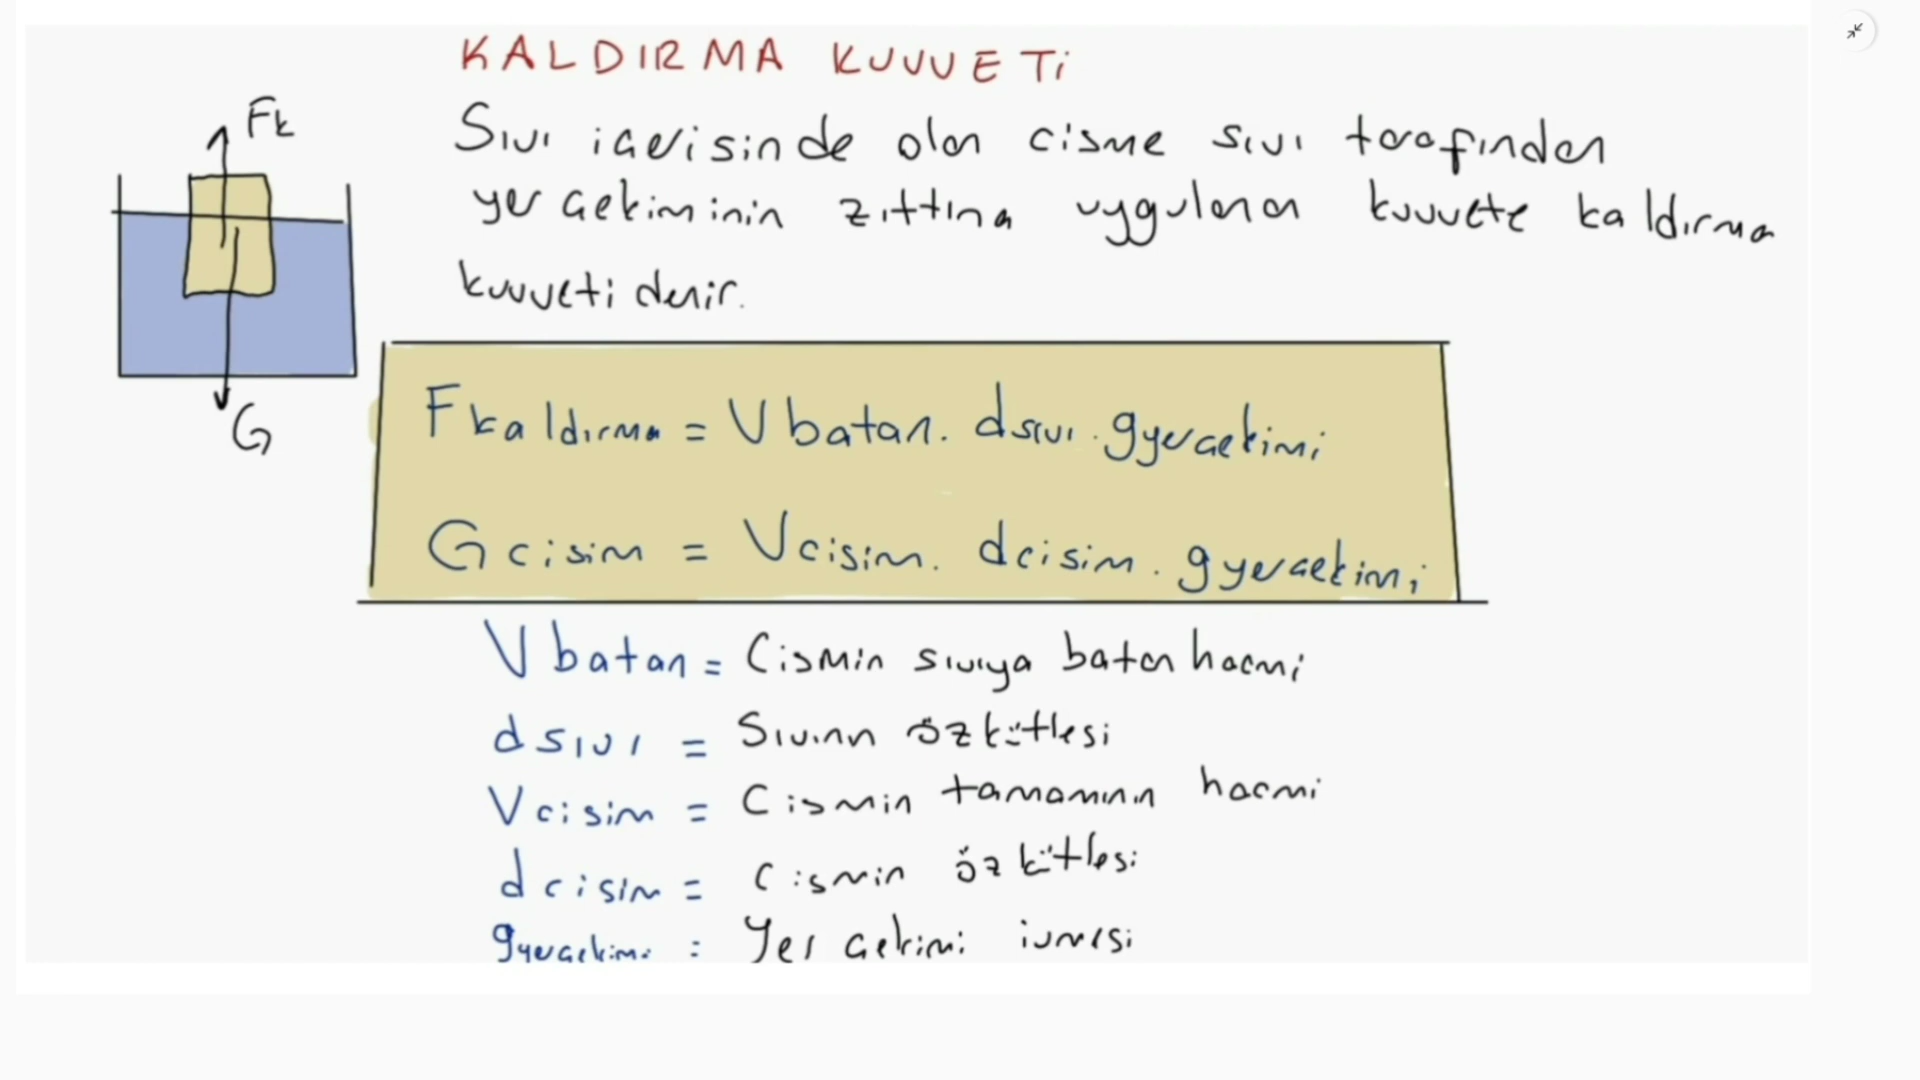 KALDIRMA KUVVETi
Fk
Sıvı içerisinde olan cisme sıvı tarafından
yer çekiminin zıttına uygulanan kuvvete kaldırma
kuvveti denir.
G
Fkaldırma = Vbatan. dsıvı. gyerçekimi
Gcisim = Vcisim. dcisim. gyerçekimi
Vbatan = Cismin sıvıya batan hacmi
dsıvı = Sıvının özkütlesi
Vcisim = Cismin tamamının hacmi
dcisim = cismin özkütlesi
gyerçekimi = Yer çekimi ivmesi